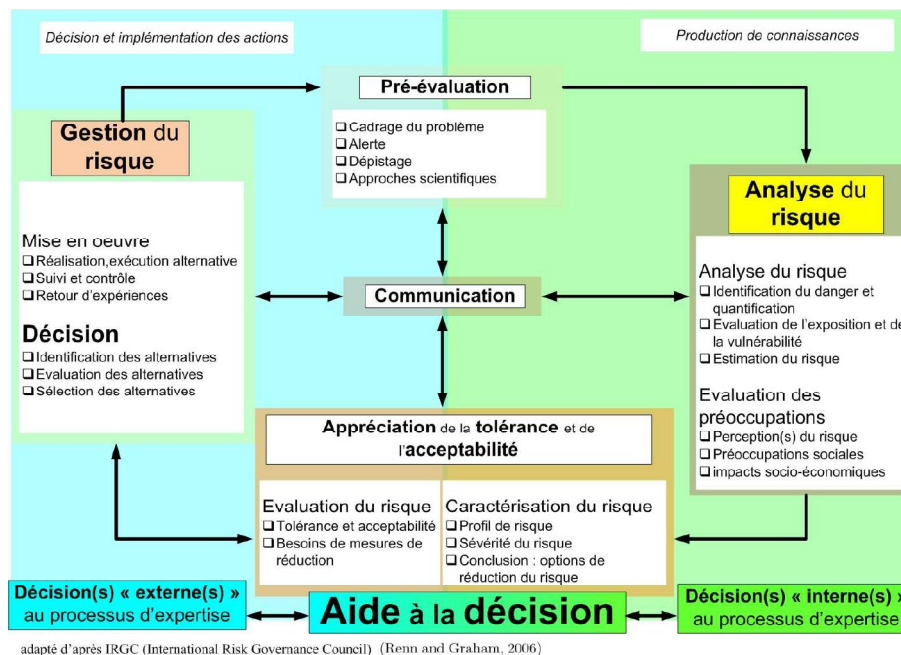 Décision et implémentation des actions
Production de connaissances
Pré-évaluation
❑ Cadrage du problème
❑ Alerte
❑ Dépistage
❑ Approches scientifiques
Gestion du
risque
Mise en oeuvre
❑ Réalisation,exécution alternative
❑ Suivi et contrôle
❑ Retour d'expériences
Décision
❑ Identification des alternatives
❑ Evaluation des alternatives
❑ Sélection des alternatives
Communication
Analyse du
risque
Analyse du risque
❑ Identification du danger et
quantification
❑ Evaluation de l'exposition et de
la vulnérabilité
❑ Estimation du risque
Evaluation des
préoccupations
❑ Perception(s) du risque
❑ Préoccupations sociales
❑ impacts socio-économiques
Appréciation de la tolérance et de
l'acceptabilité
Evaluation du risque
❑ Tolérance et acceptabilité
❑ Besoins de mesures de
réduction
Caractérisation du risque
❑ Profil de risque
❑ Sévérité du risque
❑ Conclusion : options de
réduction du risque
Décision(s) « externe(s) »
au processus d'expertise
Aide à la décision
Décision(s) « interne(s) »
au processus d'expertise
adapté d'après IRGC (International Risk Governance Council) (Renn and Graham, 2006)